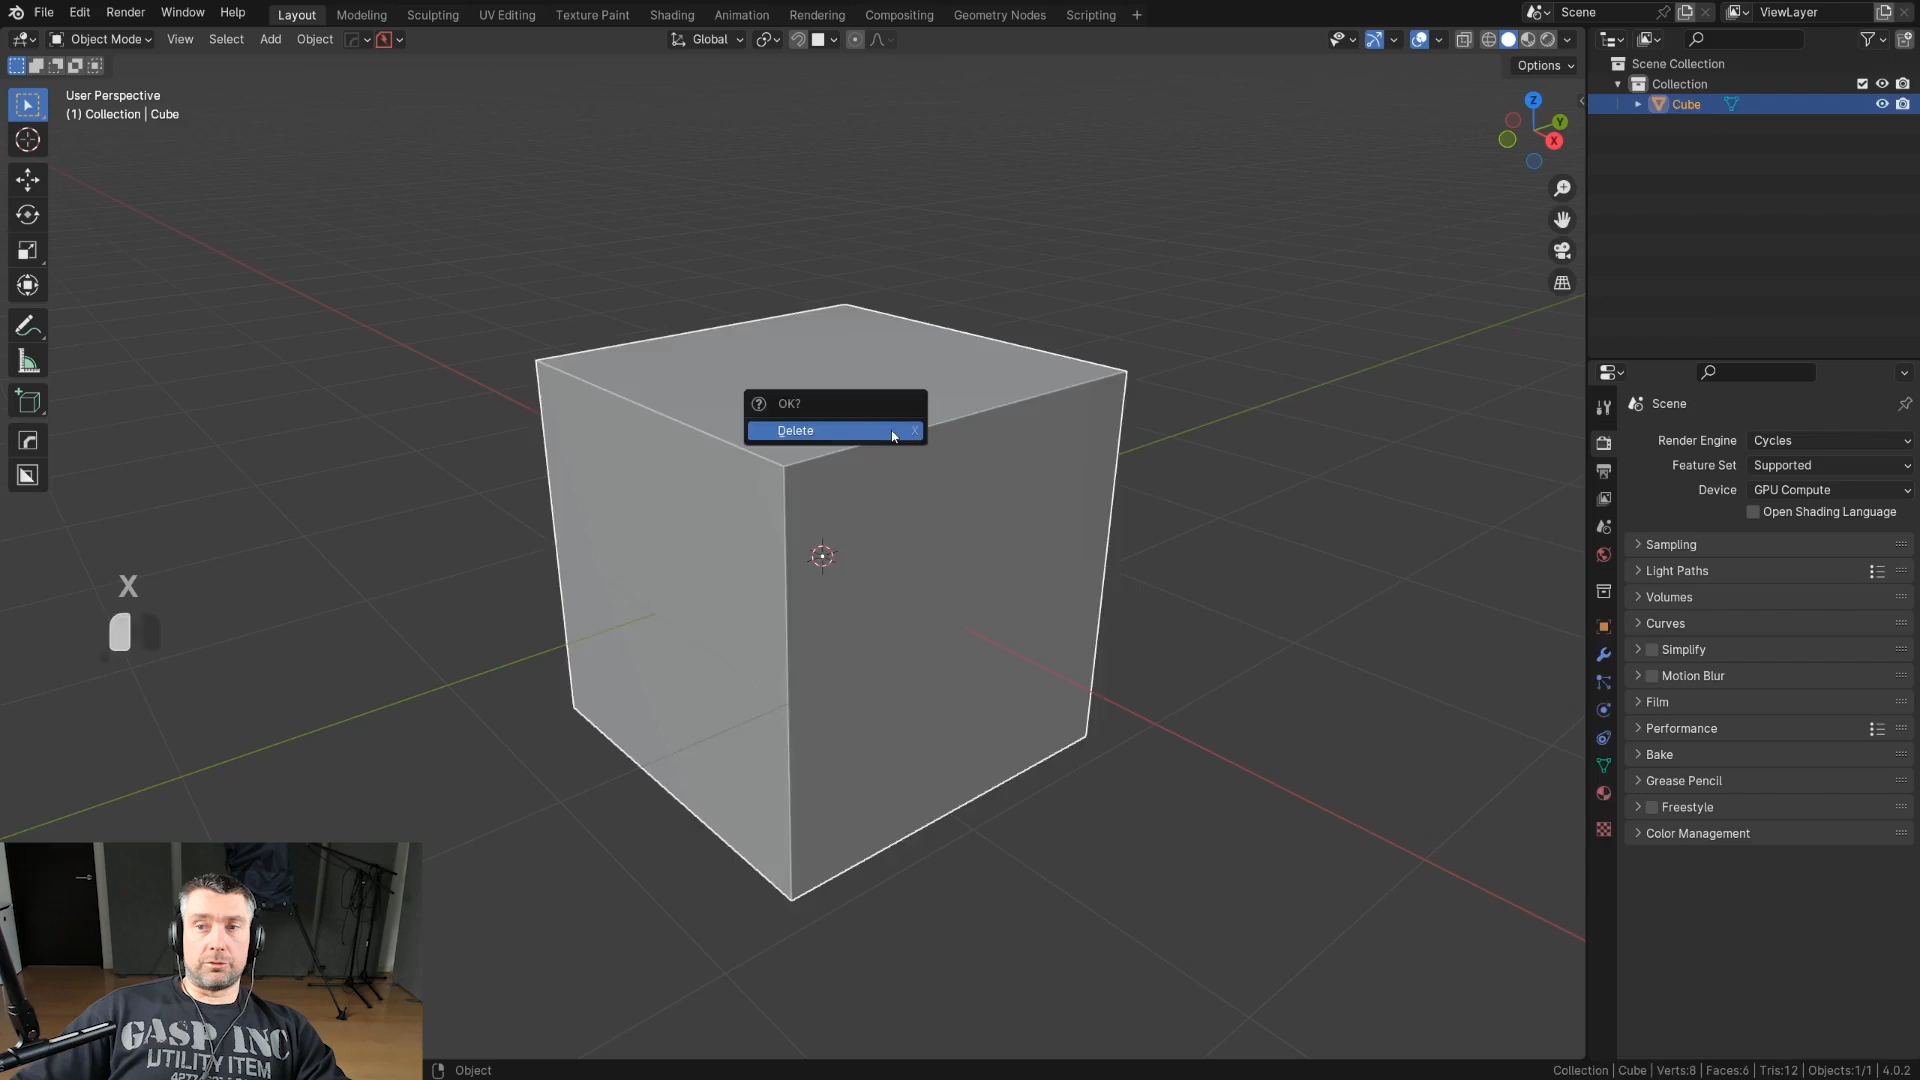 File Edit Render Window Help Layout Modeling Sculpting UV Editing Texture Paint Shading Animation Rendering Compositing Geometry Nodes Scripting + Scene ViewLayer
Object Mode View Select Add Object Global
Options
User Perspective
(1) Collection | Cube
Z
Y
X
Scene Collection
Collection
Cube
OK?
Delete X
X
Scene
Render Engine Cycles
Feature Set Supported
Device GPU Compute
Open Shading Language
Sampling
Light Paths
Volumes
Curves
Simplify
Motion Blur
Film
Performance
Bake
Grease Pencil
Freestyle
Color Management
GASP INC
UTILITY ITEM
Object
Collection | Cube | Verts:8 | Faces:6 | Tris:12 | Objects:1/1 | 4.0.2